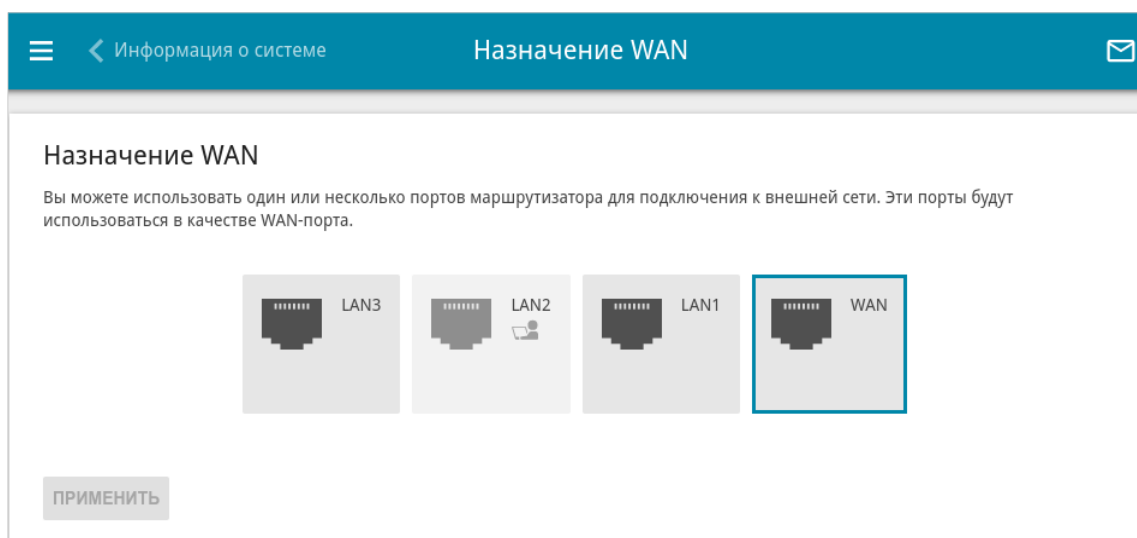 Информация о системе
Назначение WAN
Назначение WAN
Вы можете использовать один или несколько портов маршрутизатора для подключения к внешней сети. Эти порты будут
использоваться в качестве WAN-порта.
LAN3
LAN2
LAN1
WAN
ПРИМЕНИТЬ